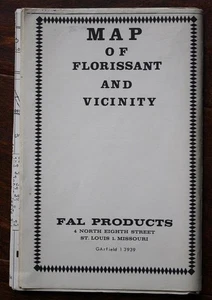 MAP
OF
FLORISSANT
AND
VICINITY
FAL PRODUCTS
4 NORTH EIGHTH STREET
ST. LOUIS 1, MISSOURI
GArfield 1-2929